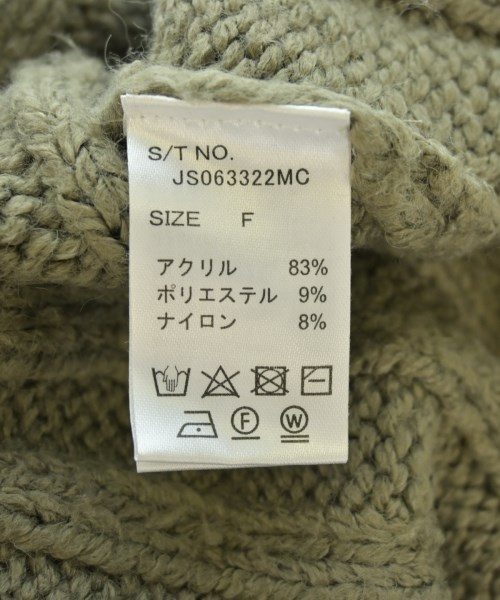 S/T NO.
JS063322MC
SIZE F
アクリル 83%
ポリエステル 9%
ナイロン 8%
F W